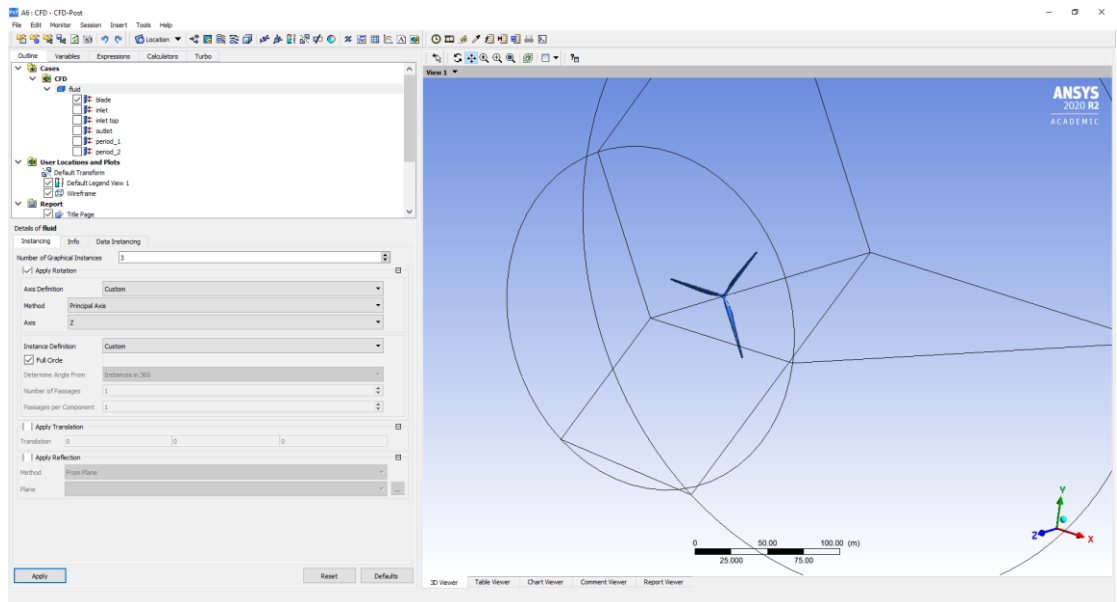 A6 : CFD - CFD-Post
File Edit Monitor Session Insert Tools Help
Location
Outline Variables Expressions Calculators Turbo
Cases
CFD
fluid
blade
inlet
inlet top
outlet
period_1
period_2
User Locations and Plots
Default Transform
Default Legend View 1
Wireframe
Report
Title Page
Details of fluid
Instancing Info Data Instancing
Number of Graphical Instances 3
Apply Rotation
Axis Definition Custom
Method Principal Axis
Axis Z
Instance Definition Custom
Full Circle
Determine Angle From Instances in 360
Number of Passages 1
Passages per Component 1
Apply Translation
Translation 0 0 0
Apply Reflection
Method From Plane
Plane ...
Apply Reset Defaults
View 1
ANSYS
2020 R2
ACADEMIC
Y
Z X
0 50.00 100.00 (m)
25.000 75.00
3D Viewer Table Viewer Chart Viewer Comment Viewer Report Viewer